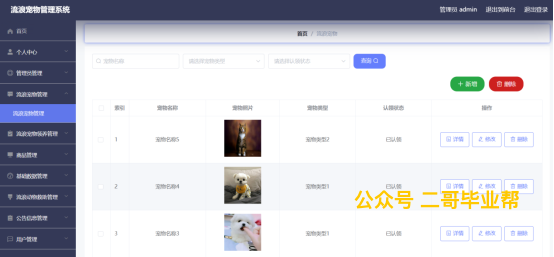 流浪宠物管理系统
管理员 admin 退出到前台 退出登录
首页
首页 / 流浪宠物
个人中心
宠物名称 请选择宠物类型 请选择认领状态 查询
管理员管理
+ 新增 删除
流浪宠物管理
流浪宠物管理
索引 宠物名称 宠物照片 宠物类型 认领状态 操作
流浪宠物领养管理
1 宠物名称5 宠物类型2 已认领 详情 修改 删除
商品管理
基础数据管理
2 宠物名称4 宠物类型1 已认领 详情 修改 删除
公众号 二哥毕业帮
流浪动物救助管理
公告信息管理
3 宠物名称3 宠物类型1 已认领 详情 修改 删除
用户管理